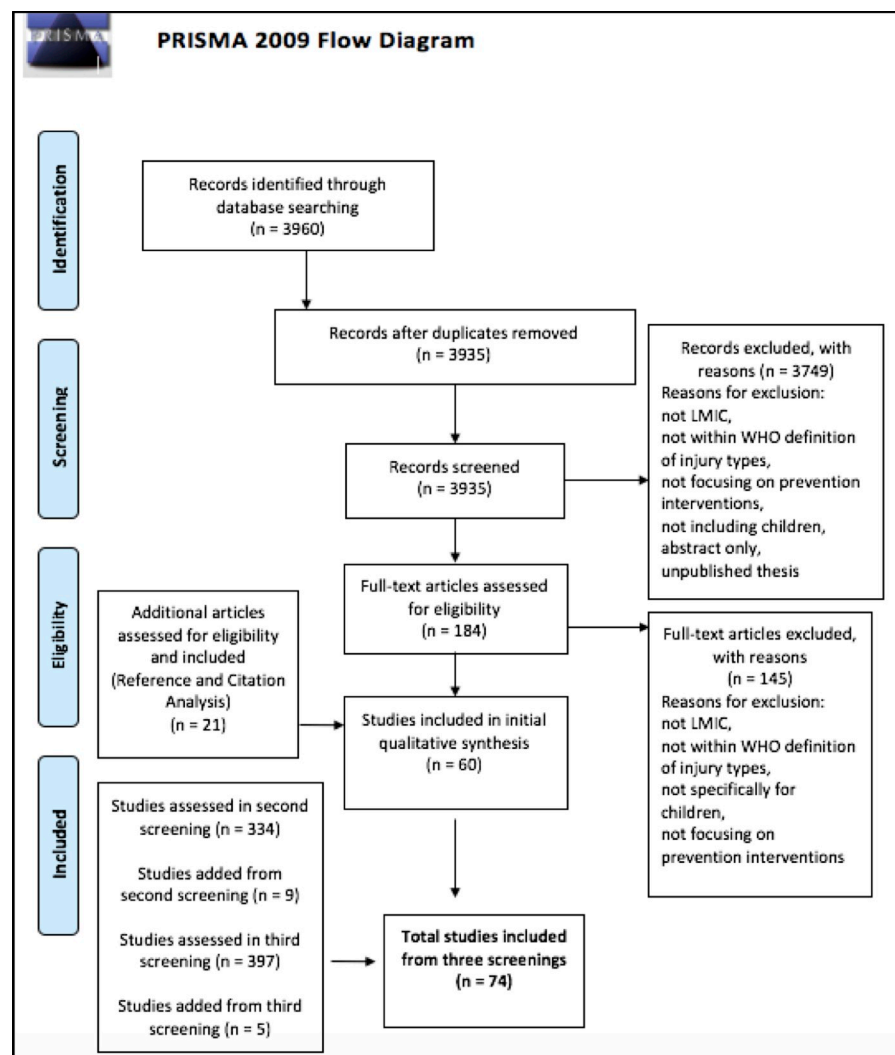 PRISMA
PRISMA 2009 Flow Diagram
Identification
Records identified through
database searching
(n = 3960)
Records after duplicates removed
(n = 3935)
Screening
Records screened
(n = 3935)
Records excluded, with
reasons (n = 3749)
Reasons for exclusion:
not LMIC,
not within WHO definition
of injury types,
not focusing on prevention
interventions,
not including children,
abstract only,
unpublished thesis
Eligibility
Full-text articles assessed
for eligibility
(n = 184)
Additional articles
assessed for eligibility
and included
(Reference and Citation
Analysis)
(n = 21)
Full-text articles excluded,
with reasons
(n = 145)
Reasons for exclusion:
not LMIC,
not within WHO definition
of injury types,
not specifically for
children,
not focusing on
prevention interventions
Studies included in initial
qualitative synthesis
(n = 60)
Included
Studies assessed in second
screening (n = 334)
Studies added from
second screening (n = 9)
Studies assessed in third
screening (n = 397)
Studies added from third
screening (n = 5)
Total studies included
from three screenings
(n = 74)